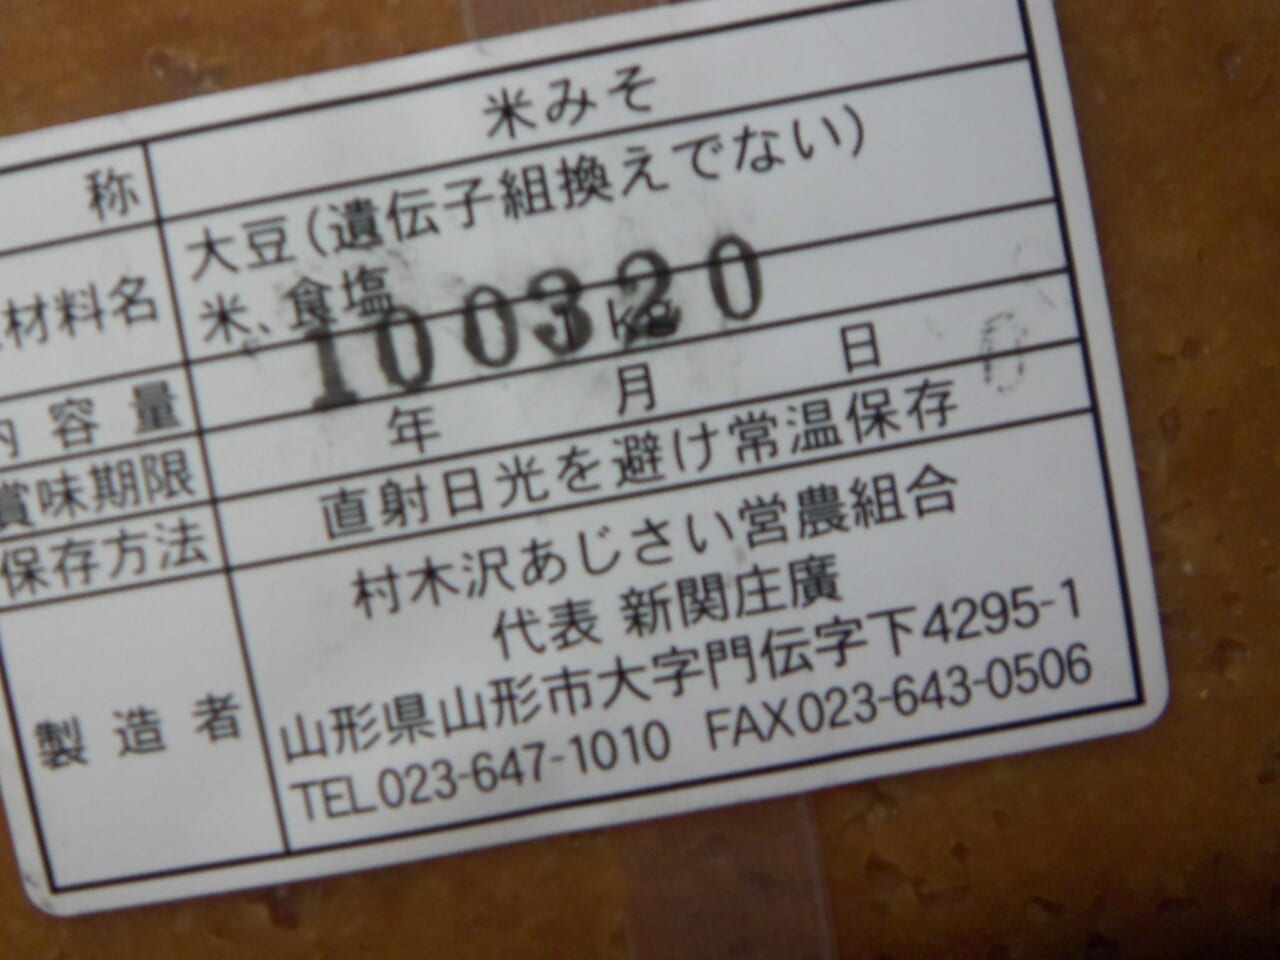 称 米みそ
材料名 大豆(遺伝子組換えでない)
米、食塩
内容量 1kg
100320
賞味期限 年 月 日
保存方法 直射日光を避け常温保存
製造者 村木沢あじさい営農組合
代表 新関庄廣
山形県山形市大字門伝字下4295-1
TEL023-647-1010 FAX023-643-0506